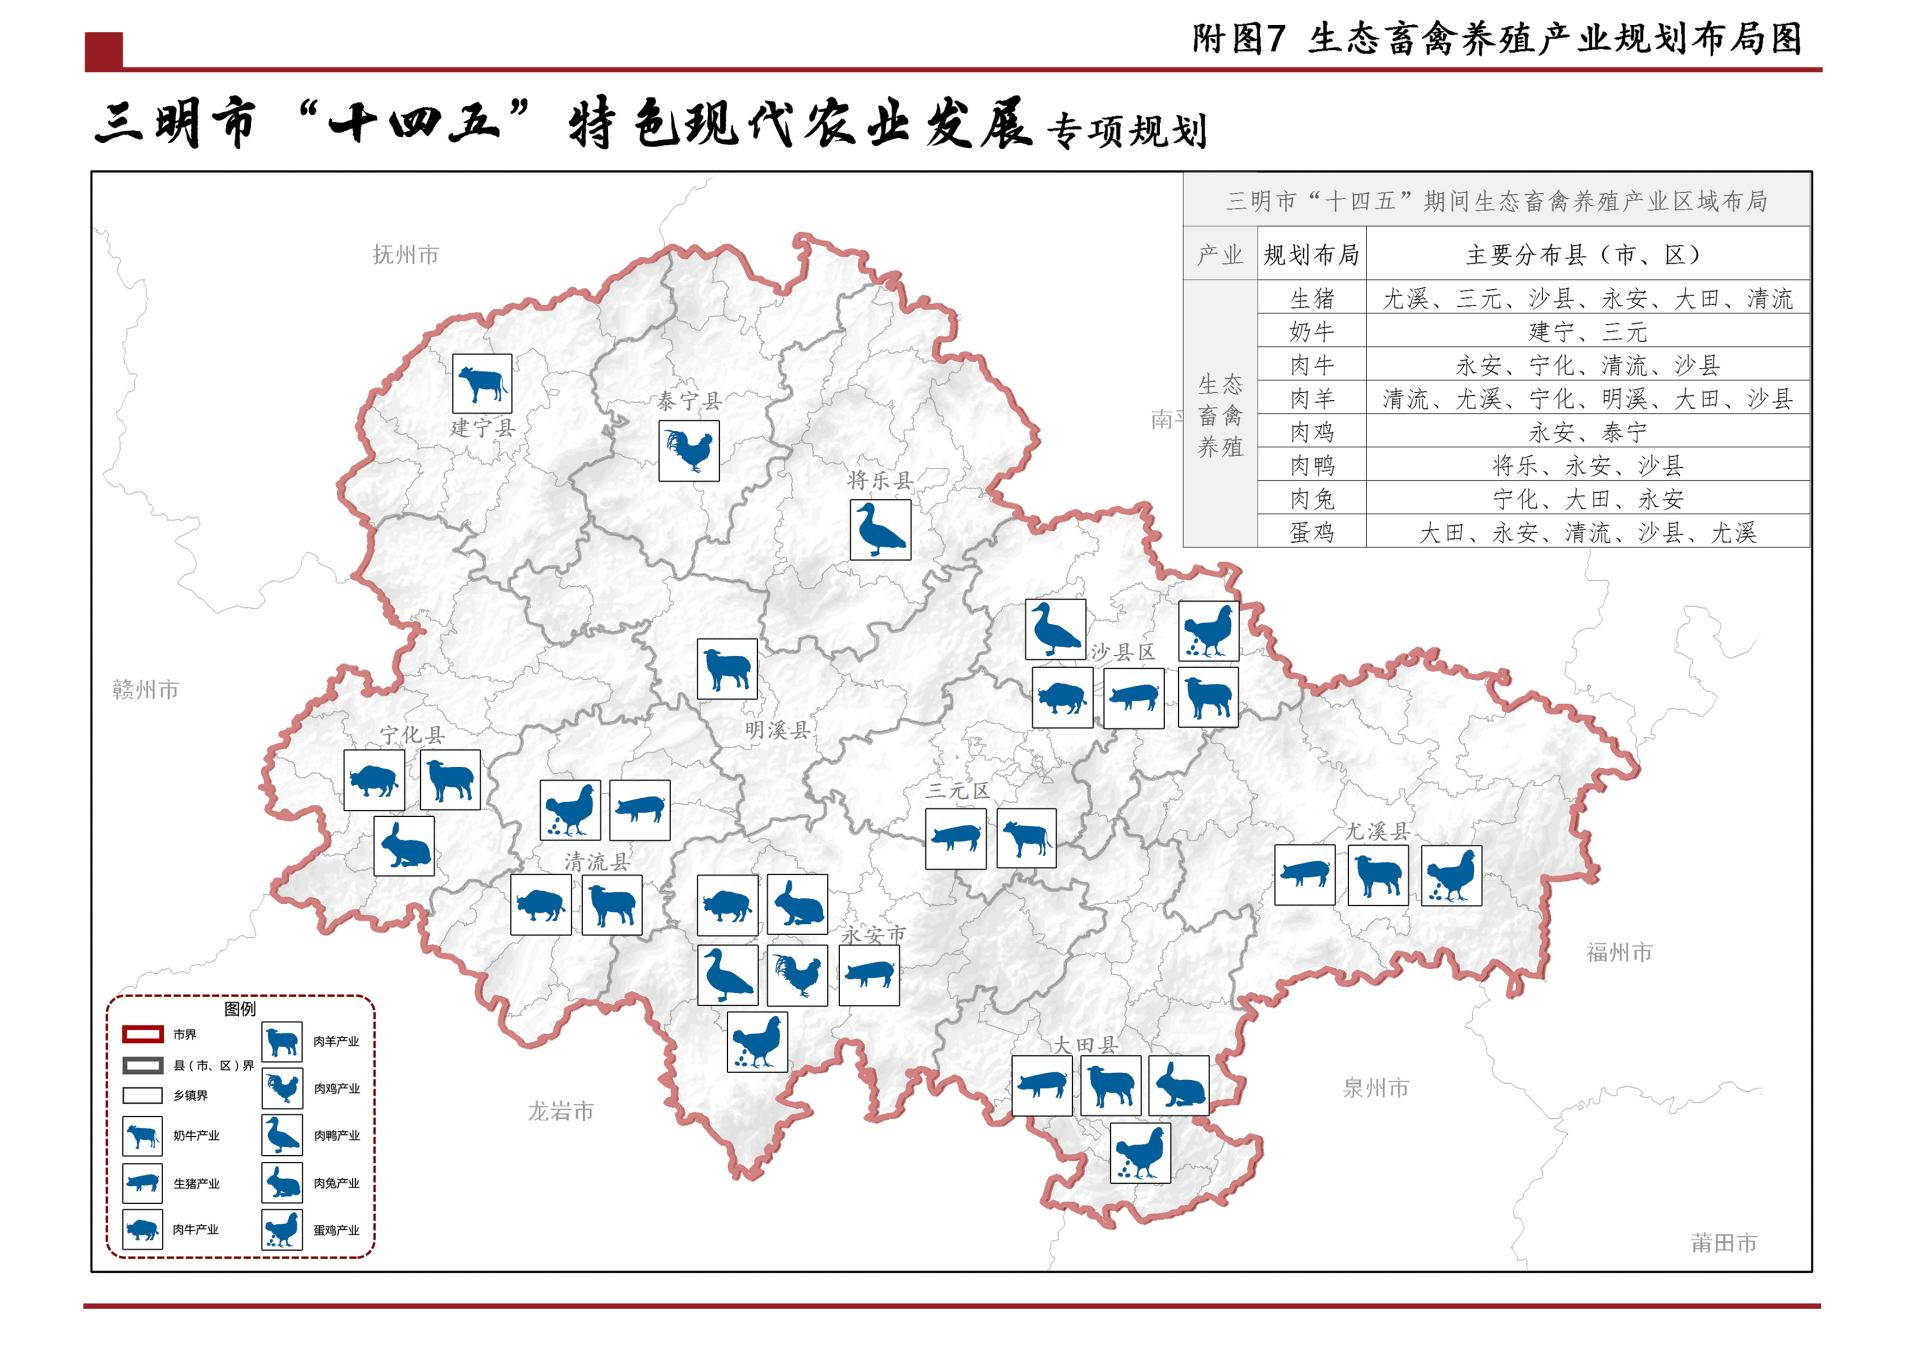 附图7 生态畜禽养殖产业规划布局图
三明市“十四五”特色现代农业发展专项规划
三明市“十四五”期间生态畜禽养殖产业区域布局
产业 规划布局 主要分布县（市、区）
生态畜禽养殖
生猪 尤溪、三元、沙县、永安、大田、清流
奶牛 建宁、三元
肉牛 永安、宁化、清流、沙县
肉羊 清流、尤溪、宁化、明溪、大田、沙县
肉鸡 永安、泰宁
肉鸭 将乐、永安、沙县
肉兔 宁化、大田、永安
蛋鸡 大田、永安、清流、沙县、尤溪
抚州市
南平
泰宁县
建宁县
将乐县
沙县区
赣州市
明溪县
宁化县
三元区
尤溪县
清流县
永安市
福州市
大田县
泉州市
龙岩市
莆田市
图例
市界
县（市、区）界
乡镇界
奶牛产业
生猪产业
肉牛产业
肉羊产业
肉鸡产业
肉鸭产业
肉兔产业
蛋鸡产业